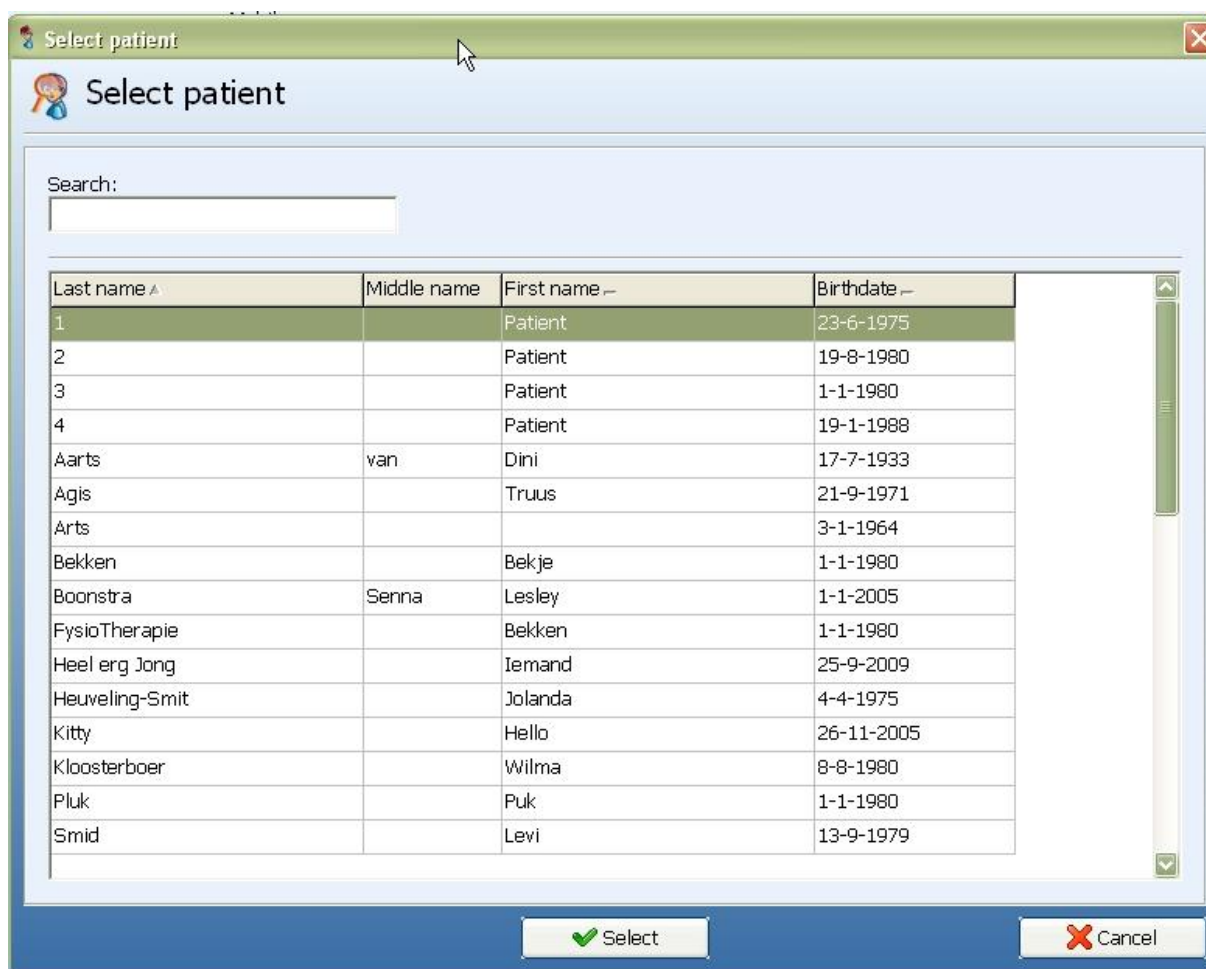 Select patient
Select patient
Search:
Last name Middle name First name Birthdate
1 Patient 23-6-1975
2 Patient 19-8-1980
3 Patient 1-1-1980
4 Patient 19-1-1988
Aarts van Dini 17-7-1933
Agis Truus 21-9-1971
Arts 3-1-1964
Bekken Bekje 1-1-1980
Boonstra Senna Lesley 1-1-2005
FysioTherapie Bekken 1-1-1980
Heel erg Jong Iemand 25-9-2009
Heuveling-Smit Jolanda 4-4-1975
Kitty Hello 26-11-2005
Kloosterboer Wilma 8-8-1980
Pluk Puk 1-1-1980
Smid Levi 13-9-1979
Select Cancel